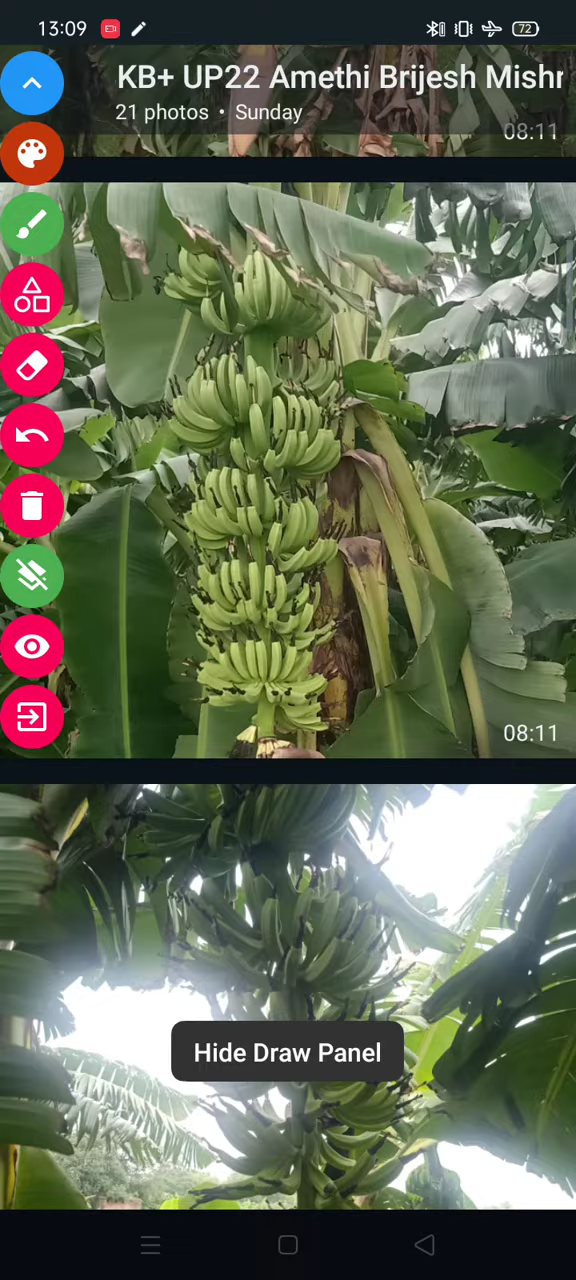 13:09
72
KB+ UP22 Amethi Brijesh Mishr
21 photos • Sunday
08:11
08:11
Hide Draw Panel